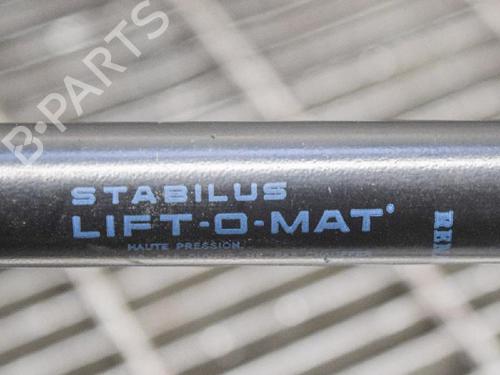 B-PARTS
STABILUS
LIFT-O-MAT®
HAUTE PRESSION